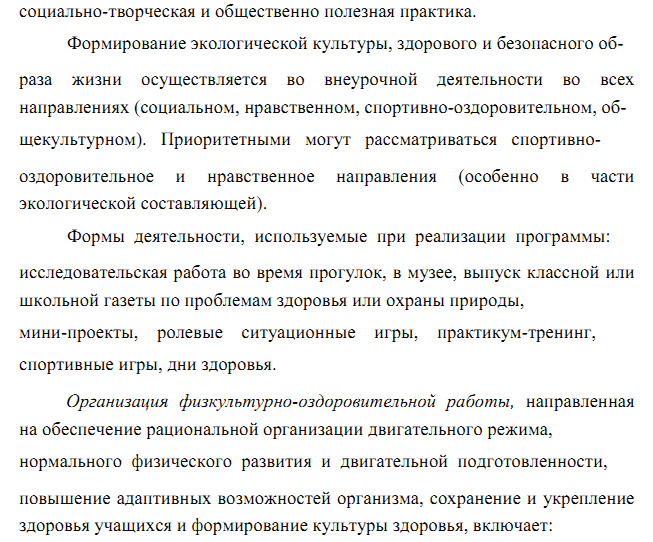 социально-творческая и общественно полезная практика.
Формирование экологической культуры, здорового и безопасного об-
раза жизни осуществляется во внеурочной деятельности во всех
направлениях (социальном, нравственном, спортивно-оздоровительном, об-
щекультурном). Приоритетными могут рассматриваться спортивно-
оздоровительное и нравственное направления (особенно в части
экологической составляющей).
Формы деятельности, используемые при реализации программы:
исследовательская работа во время прогулок, в музее, выпуск классной или
школьной газеты по проблемам здоровья или охраны природы,
мини-проекты, ролевые ситуационные игры, практикум-тренинг,
спортивные игры, дни здоровья.
Организация физкультурно-оздоровительной работы, направленная
на обеспечение рациональной организации двигательного режима,
нормального физического развития и двигательной подготовленности,
повышение адаптивных возможностей организма, сохранение и укрепление
здоровья учащихся и формирование культуры здоровья, включает: